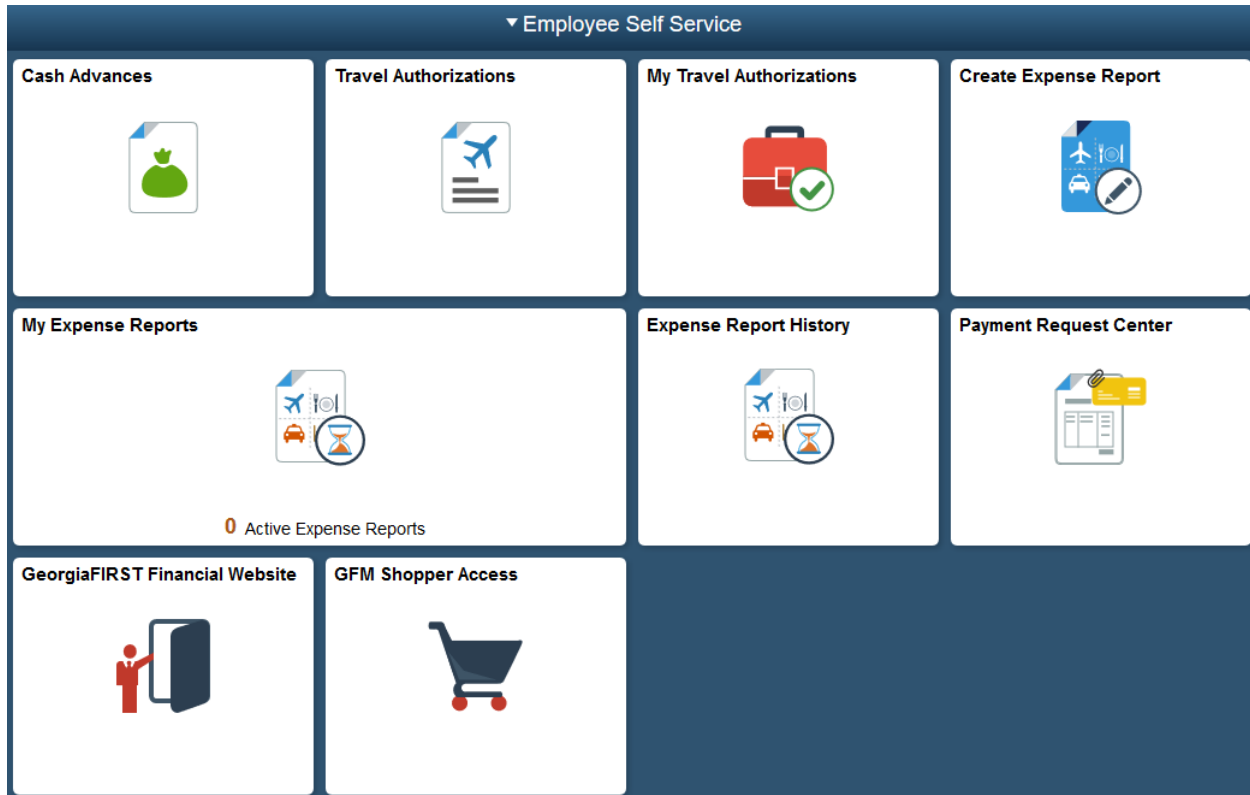 Employee Self Service
Cash Advances
Travel Authorizations
My Travel Authorizations
Create Expense Report
My Expense Reports
0 Active Expense Reports
Expense Report History
Payment Request Center
GeorgiaFIRST Financial Website
GFM Shopper Access